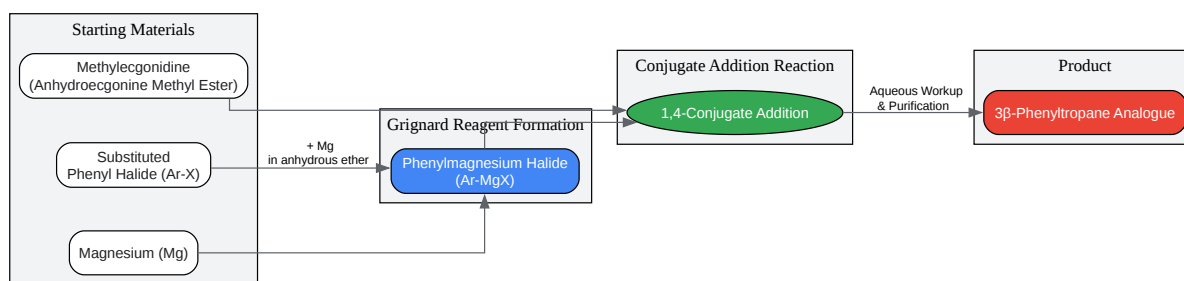 Starting Materials
Methylecgonidine
(Anhydroecgonine Methyl Ester)
Substituted
Phenyl Halide (Ar-X)
Magnesium (Mg)
+ Mg
in anhydrous ether
Grignard Reagent Formation
Phenylmagnesium Halide
(Ar-MgX)
Conjugate Addition Reaction
1,4-Conjugate Addition
Aqueous Workup
& Purification
Product
3β-Phenyltropane Analogue